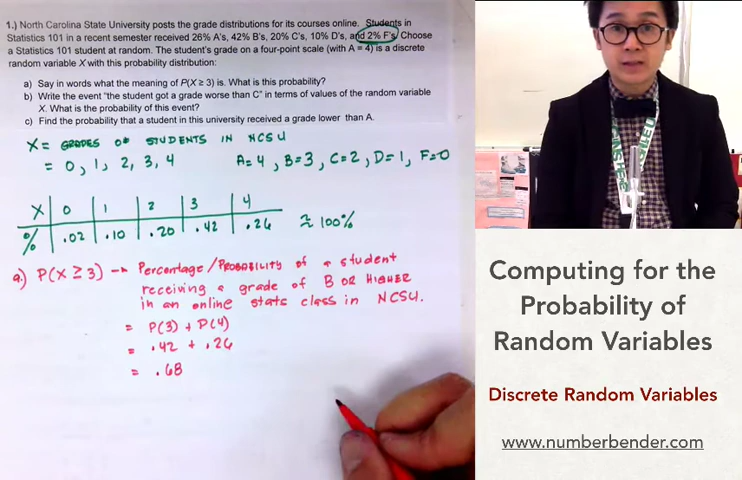 1.) North Carolina State University posts the grade distributions for its courses online. Students in
Statistics 101 in a recent semester received 26% A's, 42% B's, 20% C's, 10% D's, and 2% F's. Choose
a Statistics 101 student at random. The student's grade on a four-point scale (with A = 4) is a discrete
random variable X with this probability distribution:
a) Say in words what the meaning of P(X ≥ 3) is. What is this probability?
b) Write the event "the student got a grade worse than C" in terms of values of the random variable
X. What is the probability of this event?
c) Find the probability that a student in this university received a grade lower than A.
X = GRADES OF STUDENTS IN NCSU
= 0, 1, 2, 3, 4 A=4, B=3, C=2, D=1, F=0
X 0 1 2 3 4
% .02 .10 .20 .42 .26 ≈ 100%
a.) P(X ≥ 3) → PERCENTAGE/PROBABILITY OF a student
receiving a grade of B OR HIGHER
in an online stats class in NCSU.
= P(3) + P(4)
= .42 + .26
= .68
Computing for the
Probability of
Random Variables
Discrete Random Variables
www.numberbender.com